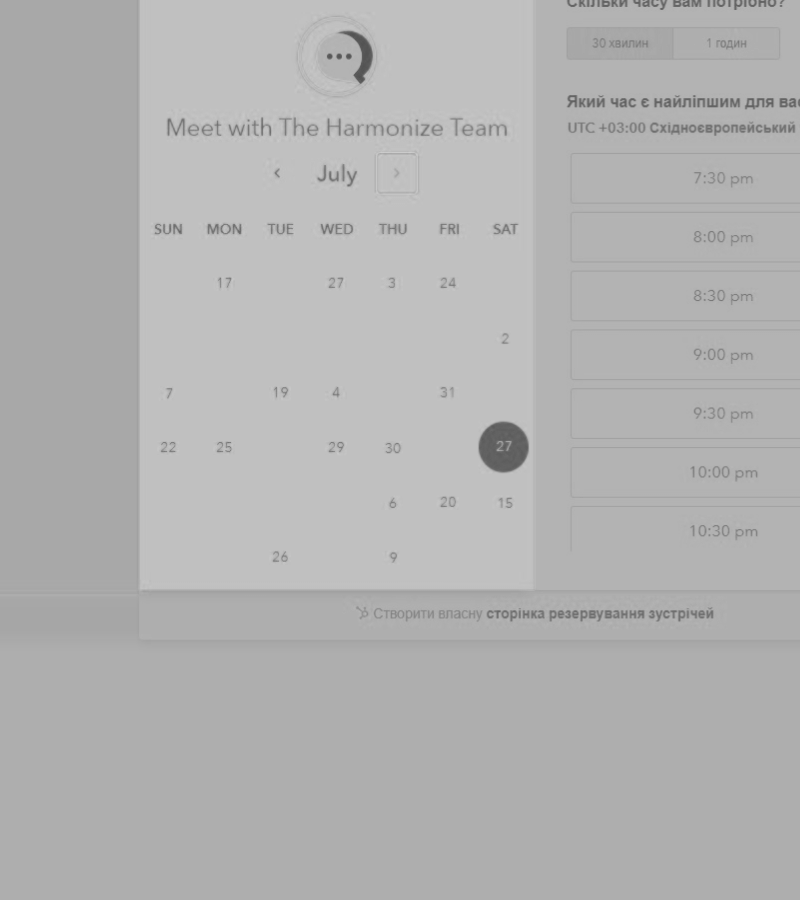 Meet with The Harmonize Team
‹ July ›
SUN MON TUE WED THU FRI SAT
17 27 3 24
2
7 19 4 31
22 25 29 30 27
6 20 15
26 9
Скільки часу вам потрібно?
30 хвилин 1 годин
Який час є найліпшим для вас
UTC +03:00 Східноєвропейський
7:30 pm
8:00 pm
8:30 pm
9:00 pm
9:30 pm
10:00 pm
10:30 pm
Створити власну сторінка резервування зустрічей